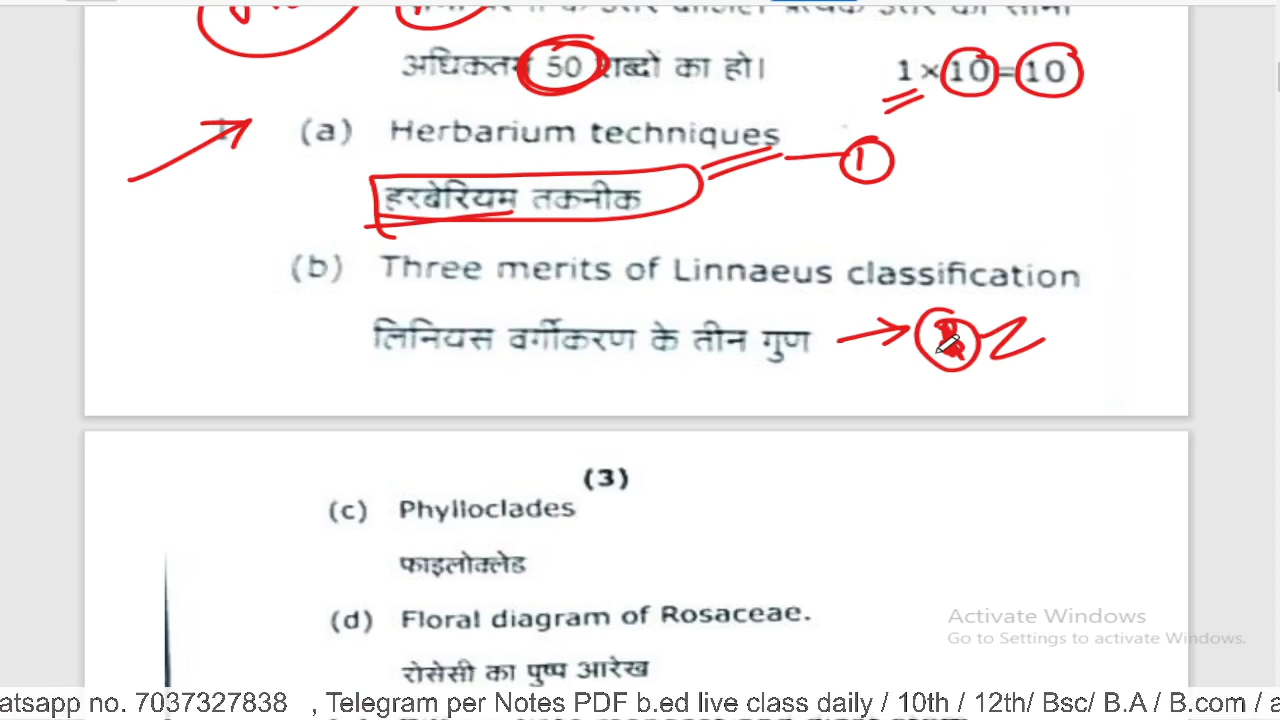 अधिकतम 50 शब्दों का हो। 1×10=10
(a) Herbarium techniques
1
हरबेरियम तकनीक
(b) Three merits of Linnaeus classification
लिनियस वर्गीकरण के तीन गुण
(3)
(c) Phylloclades
फाइलोक्लेड
(d) Floral diagram of Rosaceae.
रोसेसी का पुष्प आरेख
Activate Windows
Go to Settings to activate Windows.
atsapp no. 7037327838 , Telegram per Notes PDF b.ed live class daily / 10th / 12th/ Bsc/ B.A / B.com / a